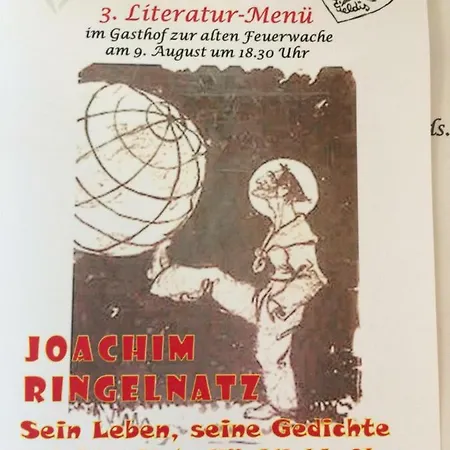 3. Literatur-Menü
im Gasthof zur alten Feuerwache
am 9. August um 18.30 Uhr
JOACHIM
RINGELNATZ
Sein Leben, seine Gedichte